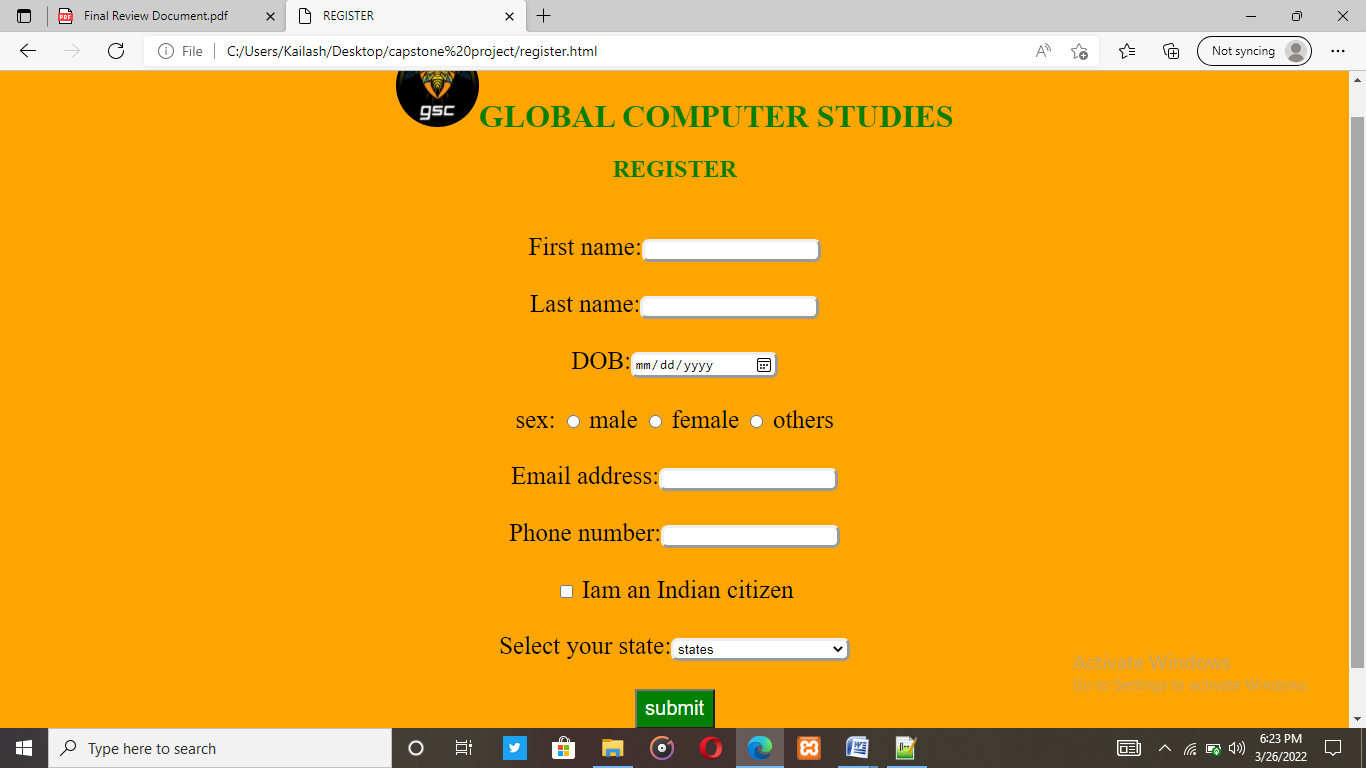 Final Review Document.pdf
REGISTER
File
C:/Users/Kailash/Desktop/capstone%20project/register.html
Not syncing
gsc
GLOBAL COMPUTER STUDIES
REGISTER
First name:
Last name:
DOB: mm/dd/yyyy
sex: male female others
Email address:
Phone number:
Iam an Indian citizen
Select your state: states
submit
Activate Windows
Go to Settings to activate Windows.
Type here to search
6:23 PM
3/26/2022